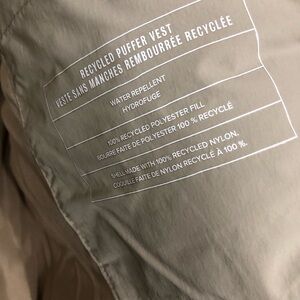 RECYCLED PUFFER VEST
VESTE SANS MANCHES REMBOURRÉE RECYCLÉE
WATER REPELLENT
HYDROFUGE
100% RECYCLED POLYESTER FILL
BOURRE FAITE DE POLYESTER 100 % RECYCLÉ
SHELL MADE WITH 100% RECYCLED NYLON.
COQUILLE FAITE DE NYLON RECYCLÉ À 100 %.